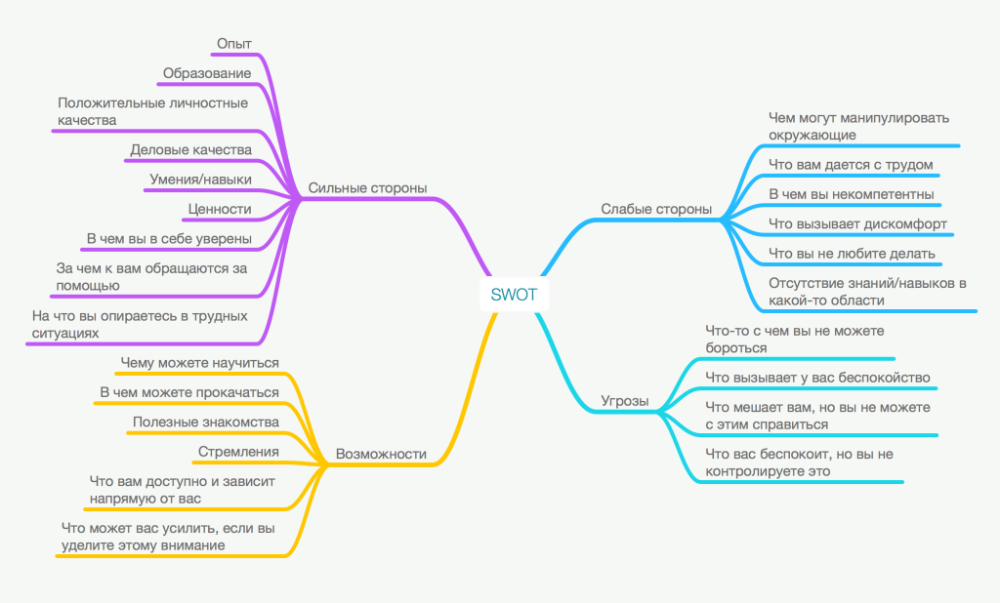 Опыт
Образование
Положительные личностные
качества
Деловые качества
Умения/навыки
Ценности
В чем вы в себе уверены
За чем к вам обращаются за
помощью
На что вы опираетесь в трудных
ситуациях
Сильные стороны
Чему можете научиться
В чем можете прокачаться
Полезные знакомства
Стремления
Что вам доступно и зависит
напрямую от вас
Что может вас усилить, если вы
уделите этому внимание
Возможности
SWOT
Слабые стороны
Чем могут манипулировать
окружающие
Что вам дается с трудом
В чем вы некомпетентны
Что вызывает дискомфорт
Что вы не любите делать
Отсутствие знаний/навыков в
какой-то области
Угрозы
Что-то с чем вы не можете
бороться
Что вызывает у вас беспокойство
Что мешает вам, но вы не можете
с этим справиться
Что вас беспокоит, но вы не
контролируете это